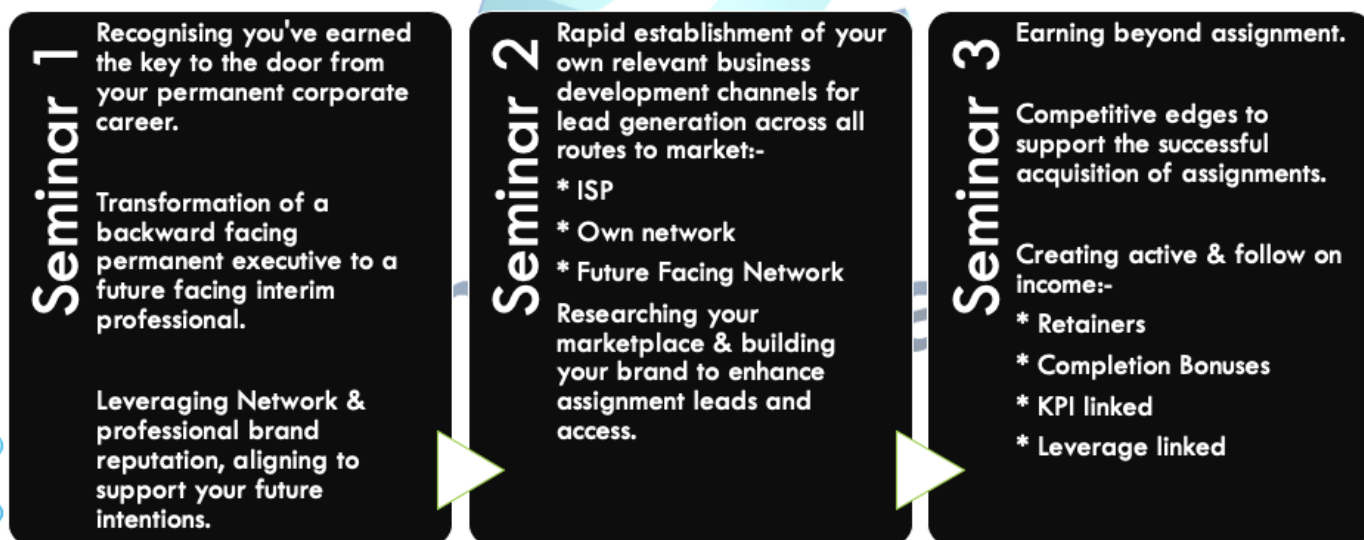 Seminar 1
Recognising you've earned
the key to the door from
your permanent corporate
career.
Transformation of a
backward facing
permanent executive to a
future facing interim
professional.
Leveraging Network &
professional brand
reputation, aligning to
support your future
intentions.
Seminar 2
Rapid establishment of your
own relevant business
development channels for
lead generation across all
routes to market:-
* ISP
* Own network
* Future Facing Network
Researching your
marketplace & building
your brand to enhance
assignment leads and
access.
Seminar 3
Earning beyond assignment.
Competitive edges to
support the successful
acquisition of assignments.
Creating active & follow on
income:-
* Retainers
* Completion Bonuses
* KPI linked
* Leverage linked